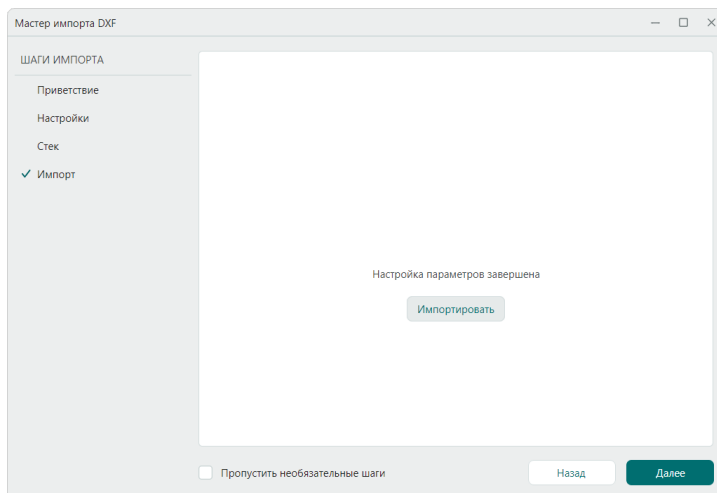 Мастер импорта DXF
ШАГИ ИМПОРТА
Приветствие
Настройки
Стек
Импорт
Настройка параметров завершена
Импортировать
Пропустить необязательные шаги
Назад
Далее